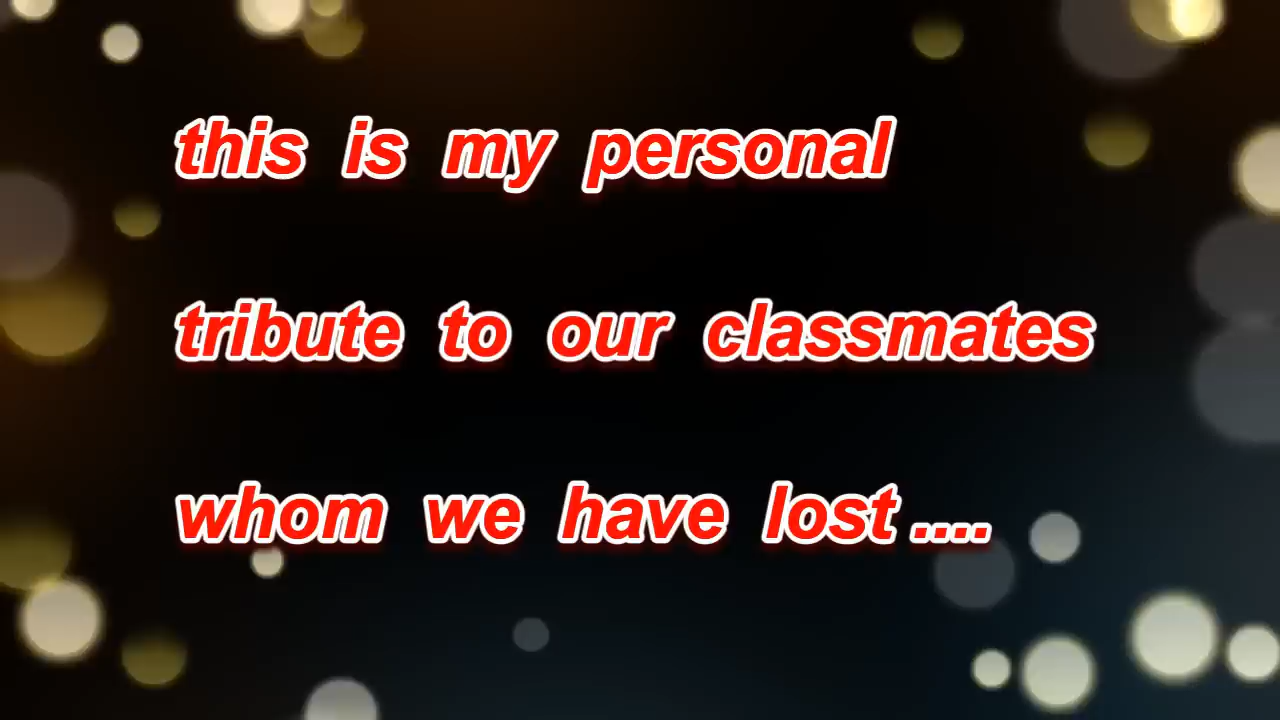 this is my personal
tribute to our classmates
whom we have lost ....